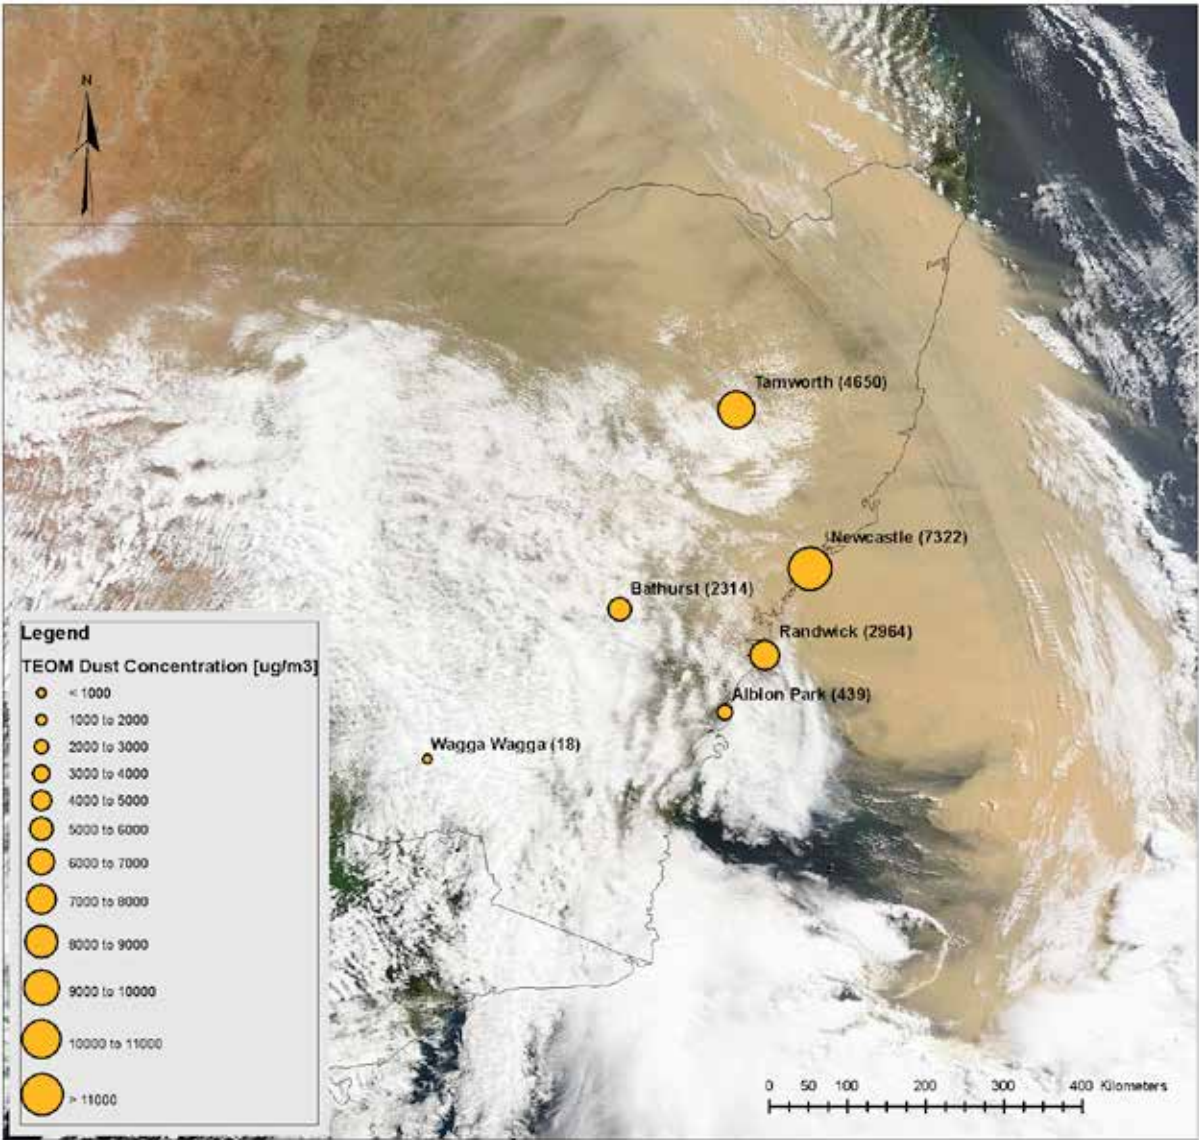 N
Tamworth (4650)
Newcastle (7322)
Bathurst (2314)
Randwick (2964)
Albion Park (439)
Wagga Wagga (18)
Legend
TEOM Dust Concentration [ug/m3]
< 1000
1000 to 2000
2000 to 3000
3000 to 4000
4000 to 5000
5000 to 6000
6000 to 7000
7000 to 8000
8000 to 9000
9000 to 10000
10000 to 11000
> 11000
0 50 100 200 300 400 Kilometers